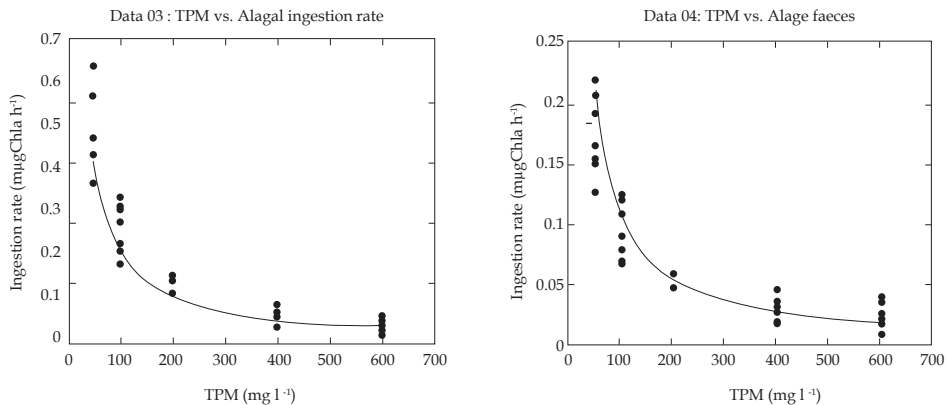 Data 03 : TPM vs. Alagal ingestion rate
0.7
0.6
0.5
0.4
0.3
0.2
0.1
0
0 100 200 300 400 500 600 700
Ingestion rate (mµgChla h⁻¹)
TPM (mg l⁻¹)
Data 04: TPM vs. Alage faeces
0.25
0.2
0.15
0.1
0.05
0
0 100 200 300 400 500 600 700
Ingestion rate (mµgChla h⁻¹)
TPM (mg l⁻¹)